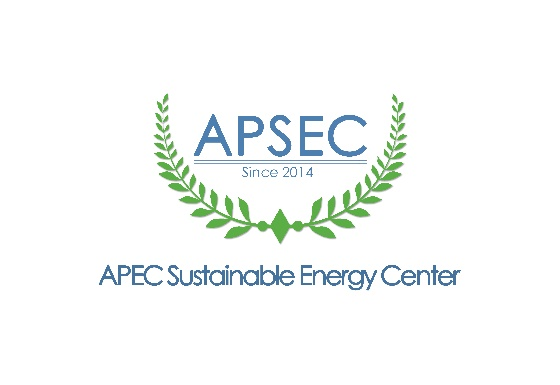 APSEC
Since 2014
APEC Sustainable Energy Center